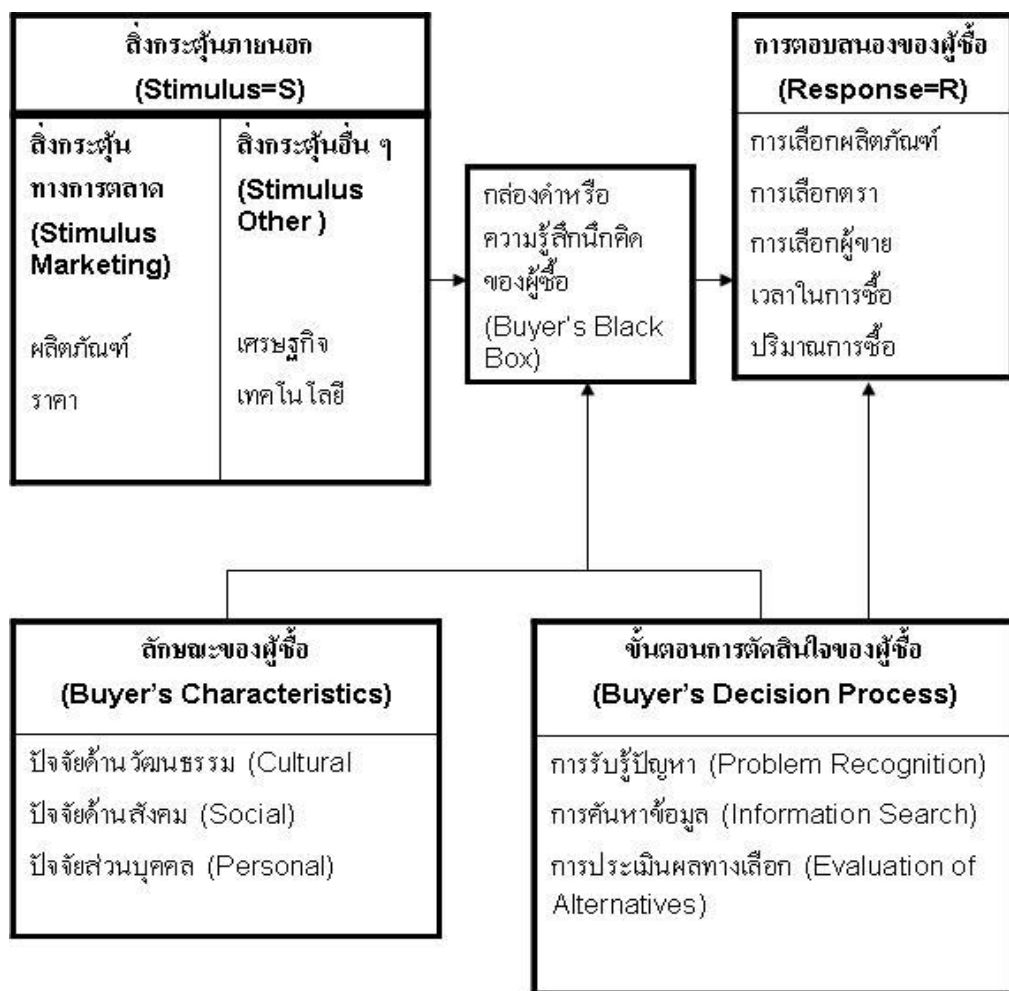 สิ่งกระตุ้นภายนอก
(Stimulus=S)
สิ่งกระตุ้น
ทางการตลาด
(Stimulus
Marketing)
ผลิตภัณฑ์
ราคา
สิ่งกระตุ้นอื่น ๆ
(Stimulus
Other )
เศรษฐกิจ
เทคโนโลยี
กล่องดำหรือ
ความรู้สึกนึกคิด
ของผู้ซื้อ
(Buyer's Black
Box)
การตอบสนองของผู้ซื้อ
(Response=R)
การเลือกผลิตภัณฑ์
การเลือกตรา
การเลือกผู้ขาย
เวลาในการซื้อ
ปริมาณการซื้อ
ลักษณะของผู้ซื้อ
(Buyer’s Characteristics)
ปัจจัยด้านวัฒนธรรม (Cultural
ปัจจัยด้านสังคม (Social)
ปัจจัยส่วนบุคคล (Personal)
ขั้นตอนการตัดสินใจของผู้ซื้อ
(Buyer’s Decision Process)
การรับรู้ปัญหา (Problem Recognition)
การค้นหาข้อมูล (Information Search)
การประเมินผลทางเลือก (Evaluation of
Alternatives)